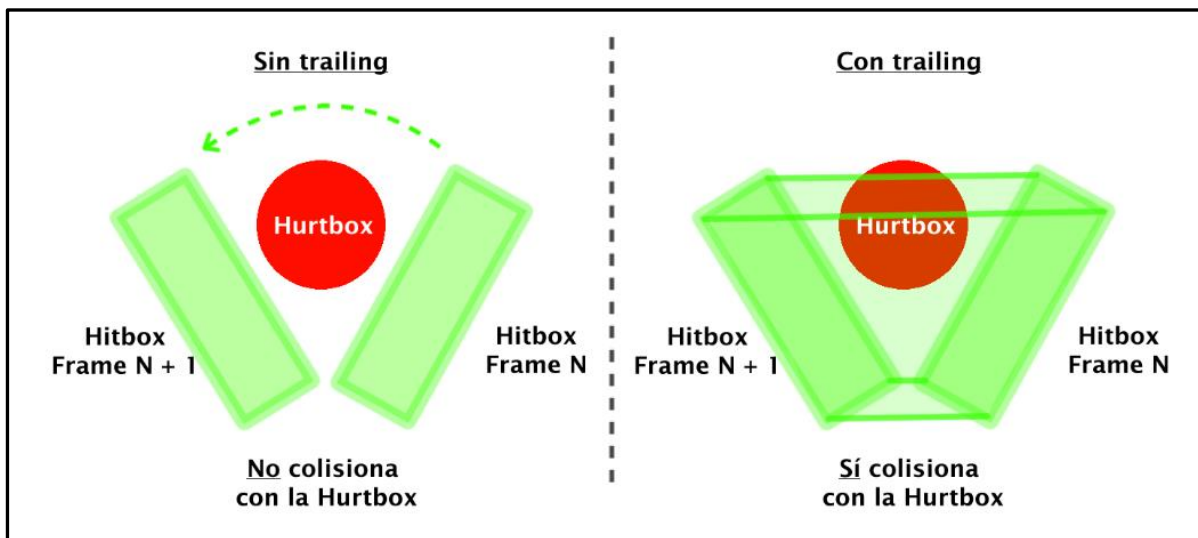 Sin trailing
Hurtbox
Hitbox
Frame N + 1
Hitbox
Frame N
No colisiona
con la Hurtbox
Con trailing
Hurtbox
Hitbox
Frame N + 1
Hitbox
Frame N
Sí colisiona
con la Hurtbox